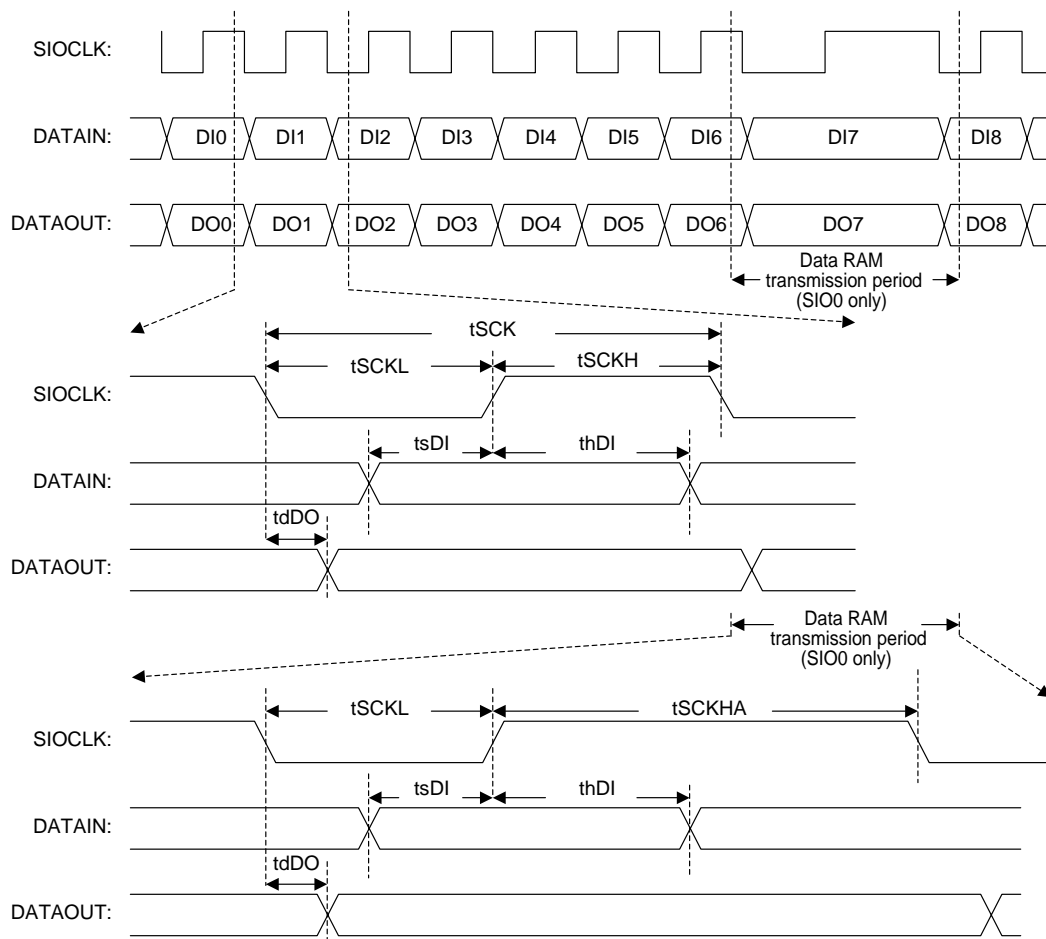 SIOCLK:
DATAIN: DI0 DI1 DI2 DI3 DI4 DI5 DI6 DI7 DI8
DATAOUT: DO0 DO1 DO2 DO3 DO4 DO5 DO6 DO7 DO8
Data RAM
transmission period
(SIO0 only)
tSCK
tSCKL tSCKH
SIOCLK:
tsDI thDI
DATAIN:
tdDO
DATAOUT:
Data RAM
transmission period
(SIO0 only)
tSCKL tSCKHA
SIOCLK:
tsDI thDI
DATAIN:
tdDO
DATAOUT: